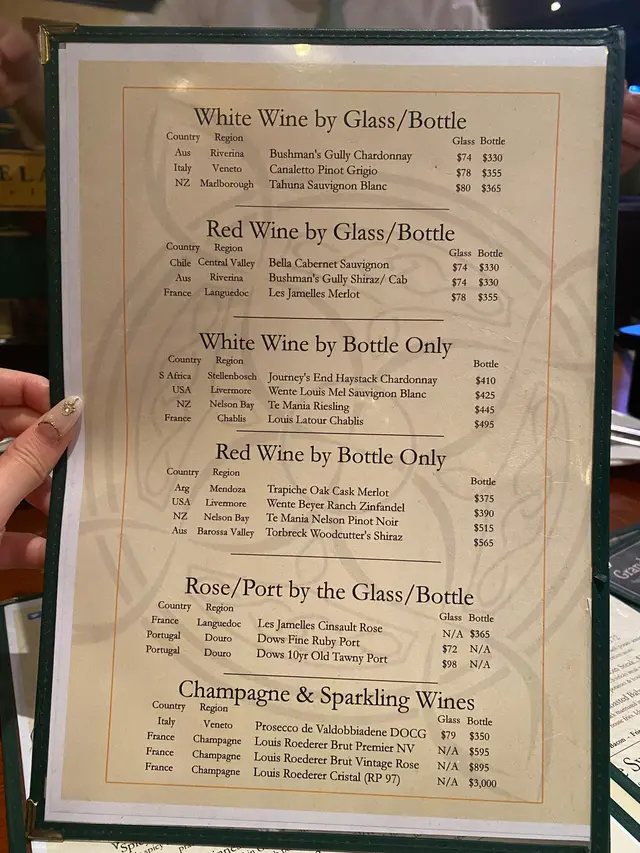 White Wine by Glass/Bottle
Country Region Glass Bottle
Aus Riverina Bushman's Gully Chardonnay $74 $330
Italy Veneto Canaletto Pinot Grigio $78 $355
NZ Marlborough Tahuna Sauvignon Blanc $80 $365
Red Wine by Glass/Bottle
Country Region Glass Bottle
Chile Central Valley Bella Cabernet Sauvignon $74 $330
Aus Riverina Bushman's Gully Shiraz/ Cab $74 $330
France Languedoc Les Jamelles Merlot $78 $355
White Wine by Bottle Only
Country Region Bottle
S Africa Stellenbosch Journey's End Haystack Chardonnay $410
USA Livermore Wente Louis Mel Sauvignon Blanc $425
NZ Nelson Bay Te Mania Riesling $445
France Chablis Louis Latour Chablis $495
Red Wine by Bottle Only
Country Region Bottle
Arg Mendoza Trapiche Oak Cask Merlot $375
USA Livermore Wente Beyer Ranch Zinfandel $390
NZ Nelson Bay Te Mania Nelson Pinot Noir $515
Aus Barossa Valley Torbreck Woodcutter's Shiraz $565
Rose/Port by the Glass/Bottle
Country Region Glass Bottle
France Languedoc Les Jamelles Cinsault Rose N/A $365
Portugal Douro Dows Fine Ruby Port $72 N/A
Portugal Douro Dows 10yr Old Tawny Port $98 N/A
Champagne & Sparkling Wines
Country Region Glass Bottle
Italy Veneto Prosecco de Valdobbiadene DOCG $79 $350
France Champagne Louis Roederer Brut Premier NV N/A $595
France Champagne Louis Roederer Brut Vintage Rose N/A $895
France Champagne Louis Roederer Cristal (RP 97) N/A $3,000